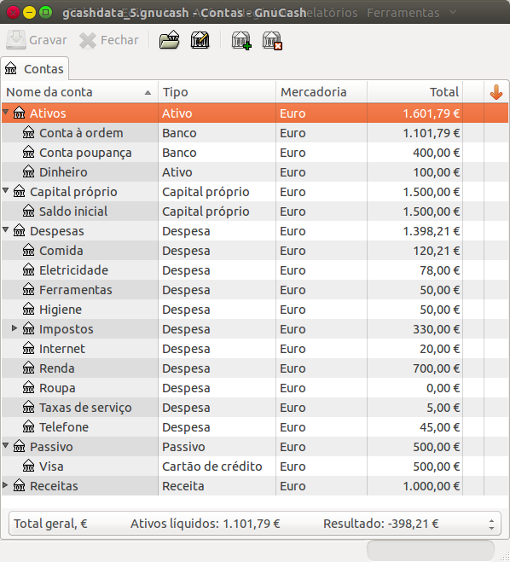 gcashdata_5.gnucash - Contas - GnuCash
Relatórios Ferramentas
Gravar Fechar
Contas
Nome da conta Tipo Mercadoria Total
Ativos Ativo Euro 1.601,79 €
Conta à ordem Banco Euro 1.101,79 €
Conta poupança Banco Euro 400,00 €
Dinheiro Ativo Euro 100,00 €
Capital próprio Capital próprio Euro 1.500,00 €
Saldo inicial Capital próprio Euro 1.500,00 €
Despesas Despesa Euro 1.398,21 €
Comida Despesa Euro 120,21 €
Eletricidade Despesa Euro 78,00 €
Ferramentas Despesa Euro 50,00 €
Higiene Despesa Euro 50,00 €
Impostos Despesa Euro 330,00 €
Internet Despesa Euro 20,00 €
Renda Despesa Euro 700,00 €
Roupa Despesa Euro 0,00 €
Taxas de serviço Despesa Euro 5,00 €
Telefone Despesa Euro 45,00 €
Passivo Passivo Euro 500,00 €
Visa Cartão de crédito Euro 500,00 €
Receitas Receita Euro 1.000,00 €
Total geral, € Ativos líquidos: 1.101,79 € Resultado: -398,21 €